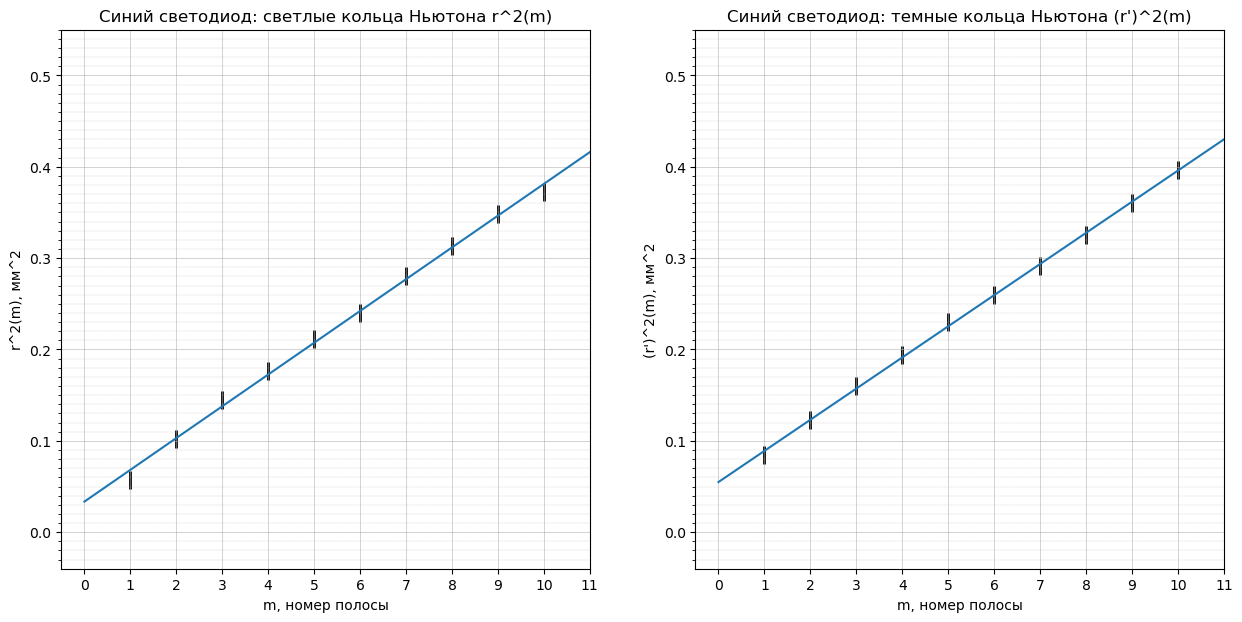 Синий светодиод: светлые кольца Ньютона r^2(m)
r^2(m), мм^2
0.5
0.4
0.3
0.2
0.1
0.0
0 1 2 3 4 5 6 7 8 9 10 11
m, номер полосы
Синий светодиод: темные кольца Ньютона (r')^2(m)
(r')^2(m), мм^2
0.5
0.4
0.3
0.2
0.1
0.0
0 1 2 3 4 5 6 7 8 9 10 11
m, номер полосы